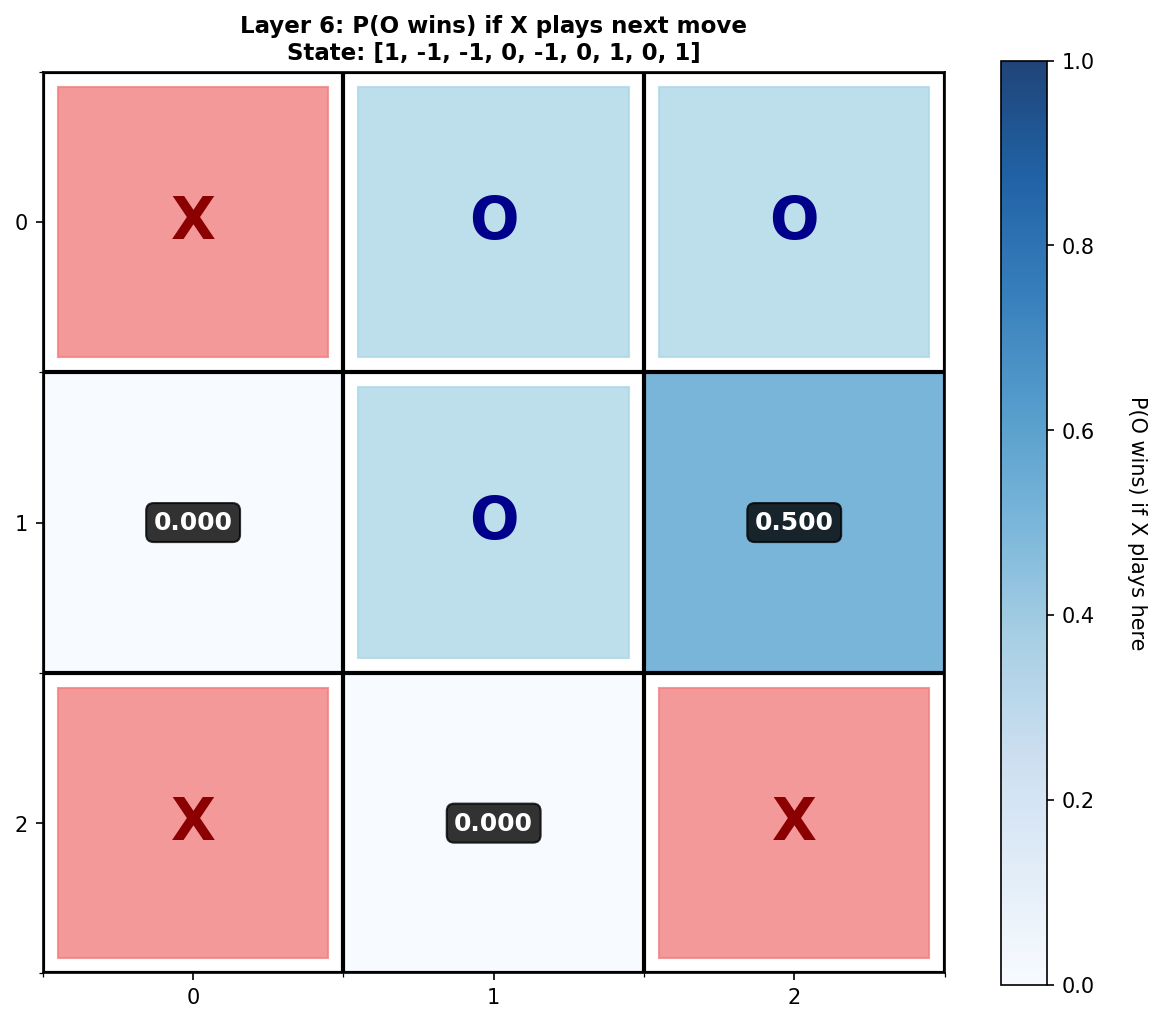 Layer 6: P(O wins) if X plays next move
State: [1, -1, -1, 0, -1, 0, 1, 0, 1]
X
O
O
0.000
O
0.500
X
0.000
X
0
1
2
0
1
2
1.0
0.8
0.6
0.4
0.2
0.0
P(O wins) if X plays here